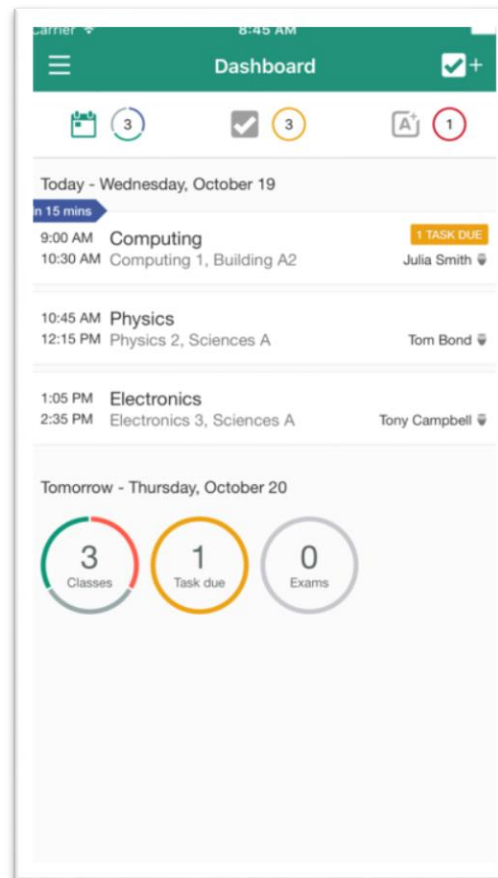 Carrier 8:45 AM
Dashboard +
3 3 A+ 1
Today - Wednesday, October 19
In 15 mins
9:00 AM Computing 1 TASK DUE
10:30 AM Computing 1, Building A2 Julia Smith
10:45 AM Physics
12:15 PM Physics 2, Sciences A Tom Bond
1:05 PM Electronics
2:35 PM Electronics 3, Sciences A Tony Campbell
Tomorrow - Thursday, October 20
3 1 0
Classes Task due Exams